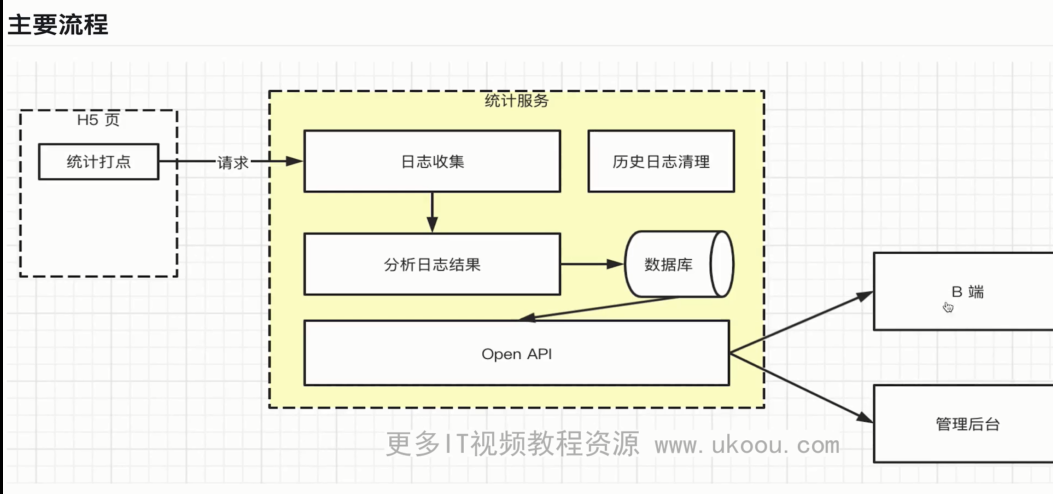 主要流程
统计服务
H5 页
统计打点
请求
日志收集
历史日志清理
分析日志结果
数据库
B 端
Open API
管理后台
更多IT视频教程资源 www.ukoou.com